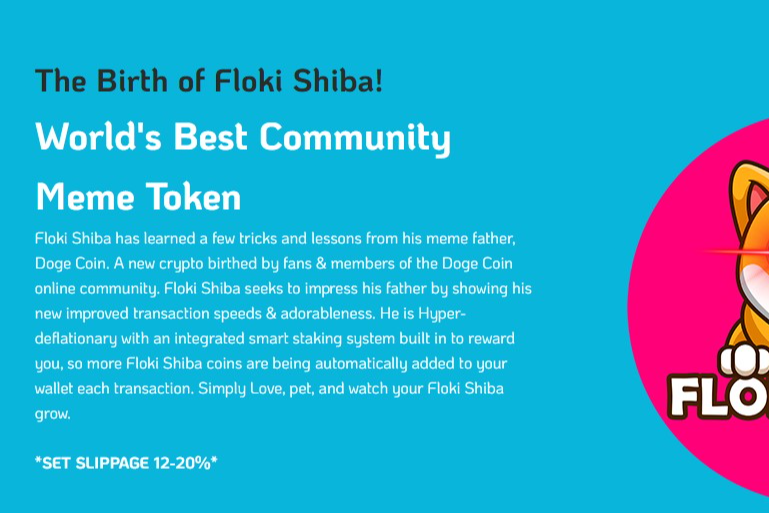 The Birth of Floki Shiba!
World's Best Community
Meme Token
Floki Shiba has learned a few tricks and lessons from his meme father,
Doge Coin. A new crypto birthed by fans & members of the Doge Coin
online community. Floki Shiba seeks to impress his father by showing his
new improved transaction speeds & adorableness. He is Hyper-
deflationary with an integrated smart staking system built in to reward
you, so more Floki Shiba coins are being automatically added to your
wallet each transaction. Simply Love, pet, and watch your Floki Shiba
grow.
*SET SLIPPAGE 12-20%*
FLO